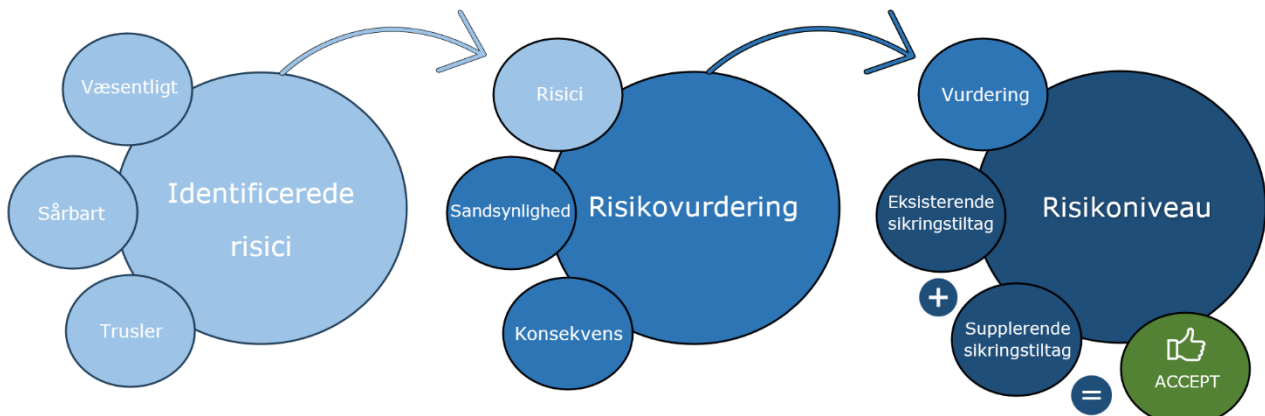 Væsentligt
Sårbart
Trusler
Identificerede
risici
Risici
Sandsynlighed
Konsekvens
Risikovurdering
Vurdering
Eksisterende
sikringstiltag
+
Supplerende
sikringstiltag
=
ACCEPT
Risikoniveau